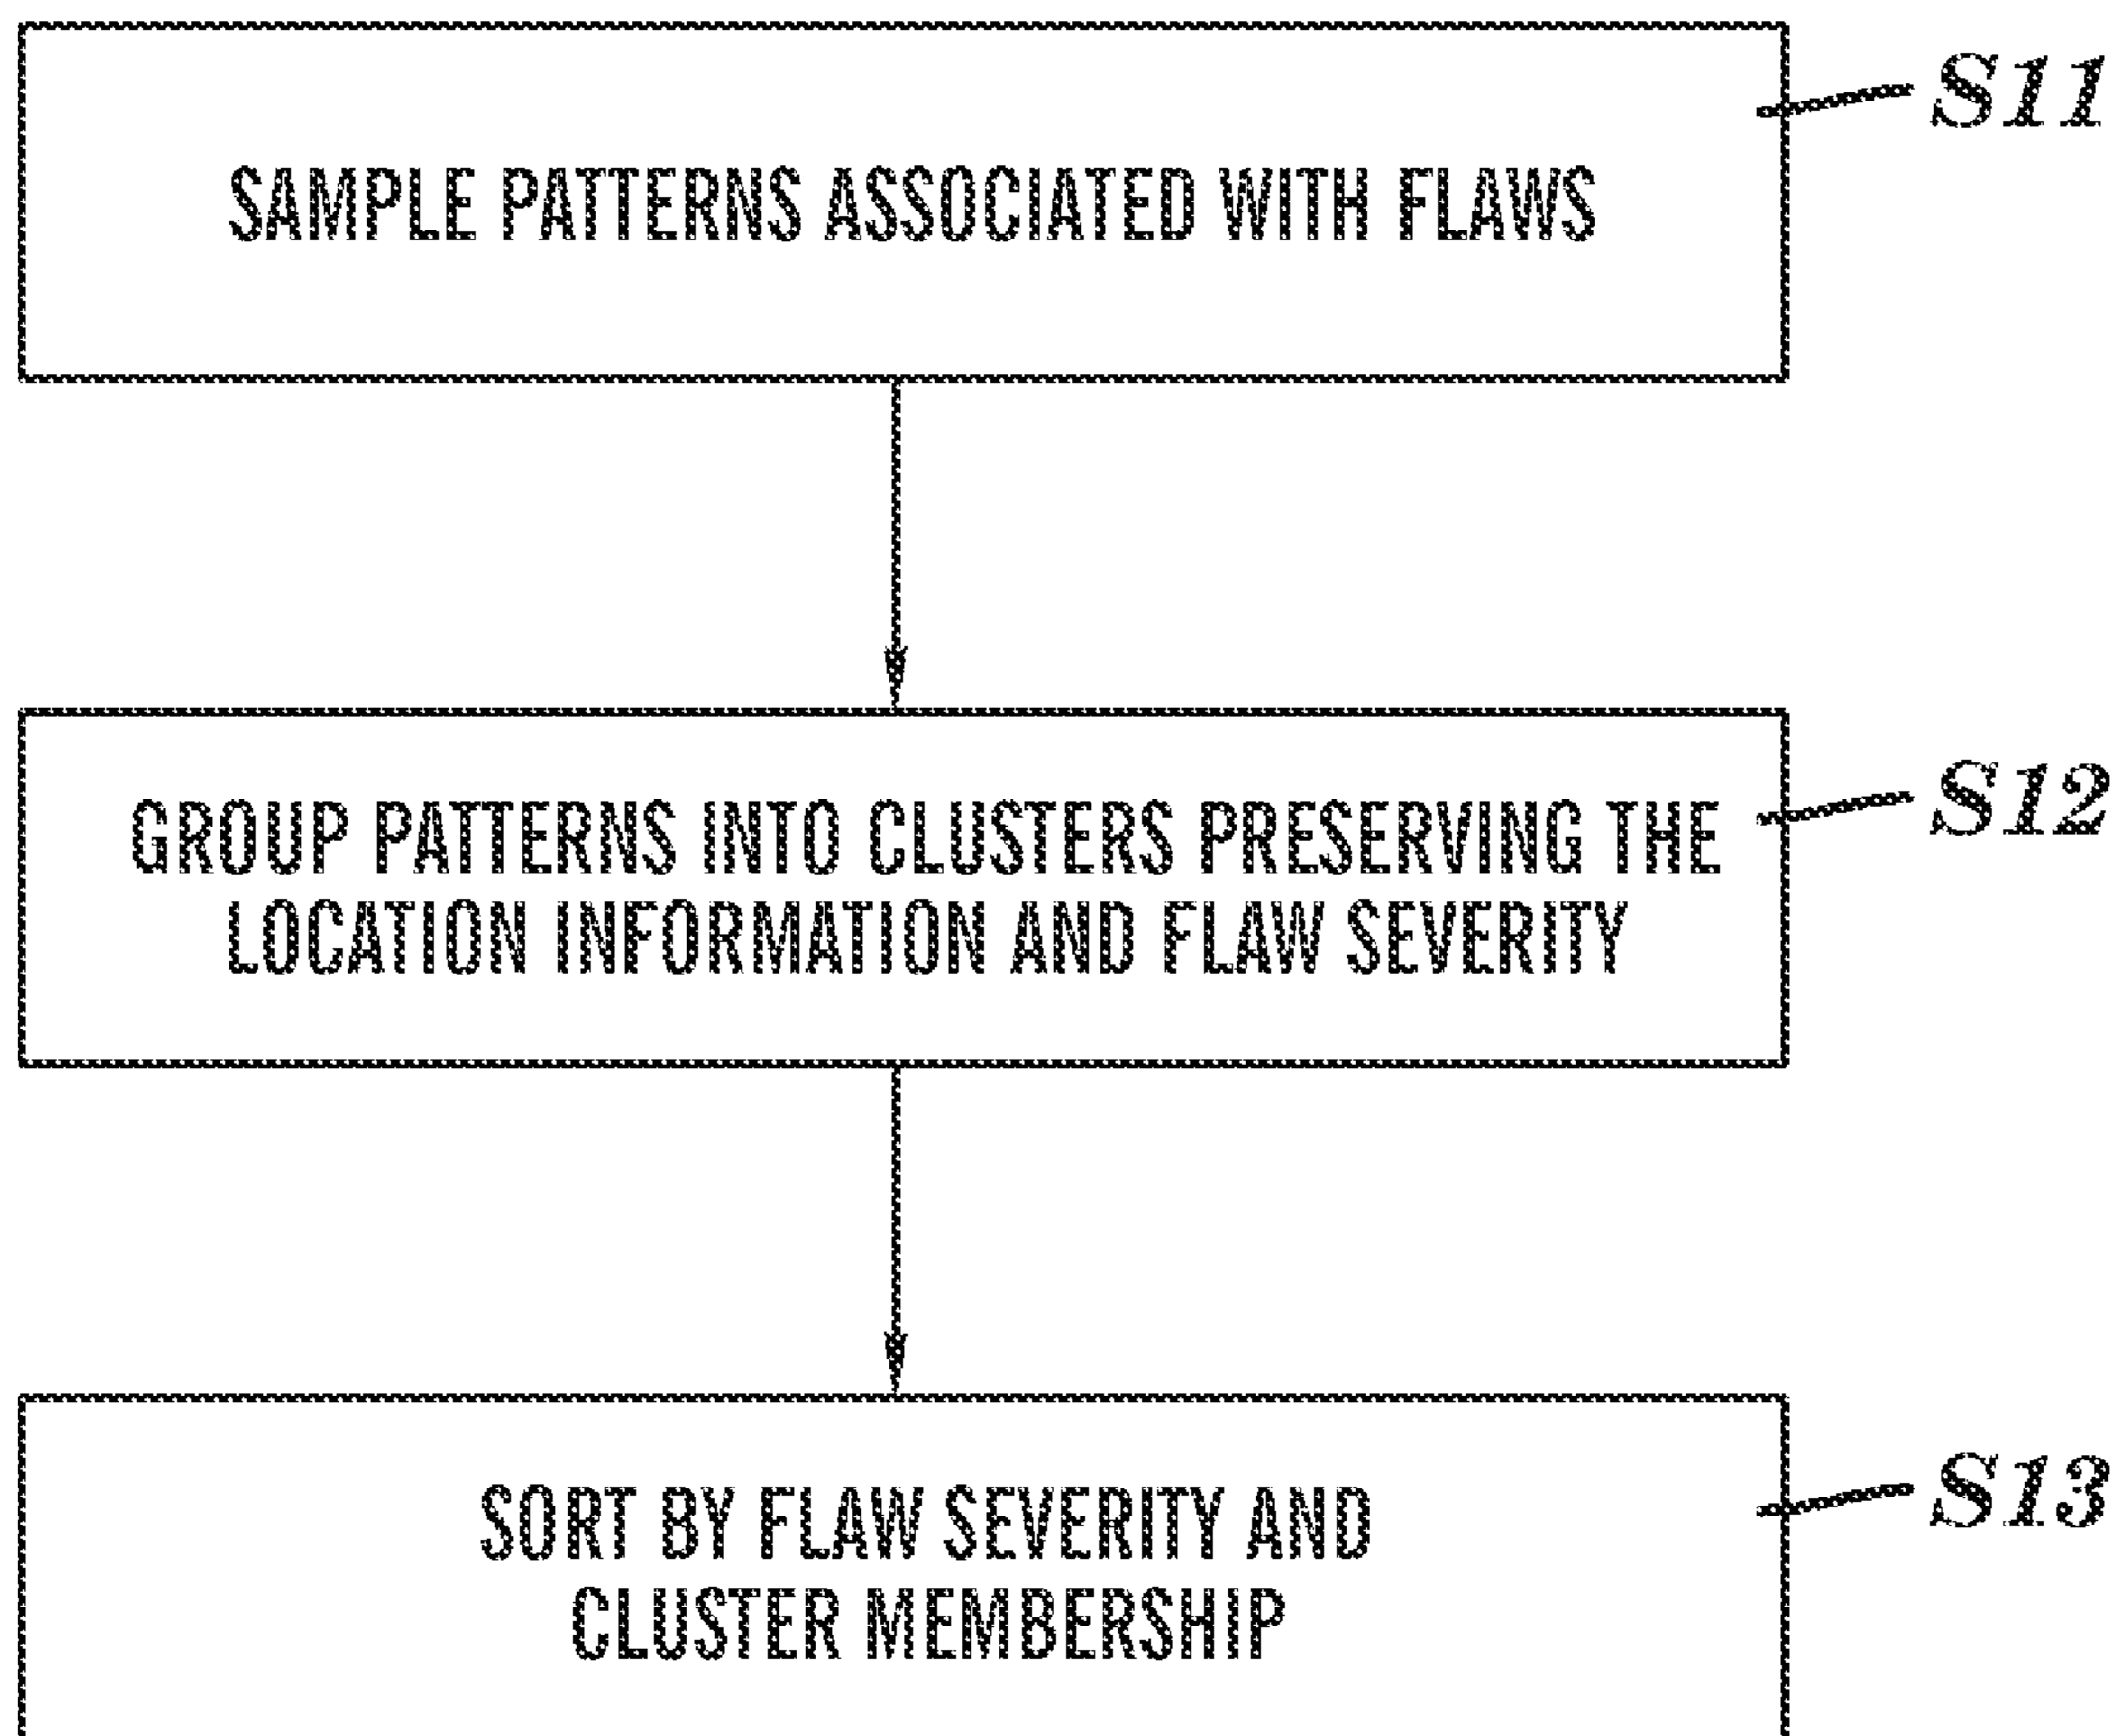 SAMPLE PATTERNS ASSOCIATED WITH FLAWS
S11
GROUP PATTERNS INTO CLUSTERS PRESERVING THE
LOCATION INFORMATION AND FLAW SEVERITY
S12
SORT BY FLAW SEVERITY AND
CLUSTER MEMBERSHIP
S13